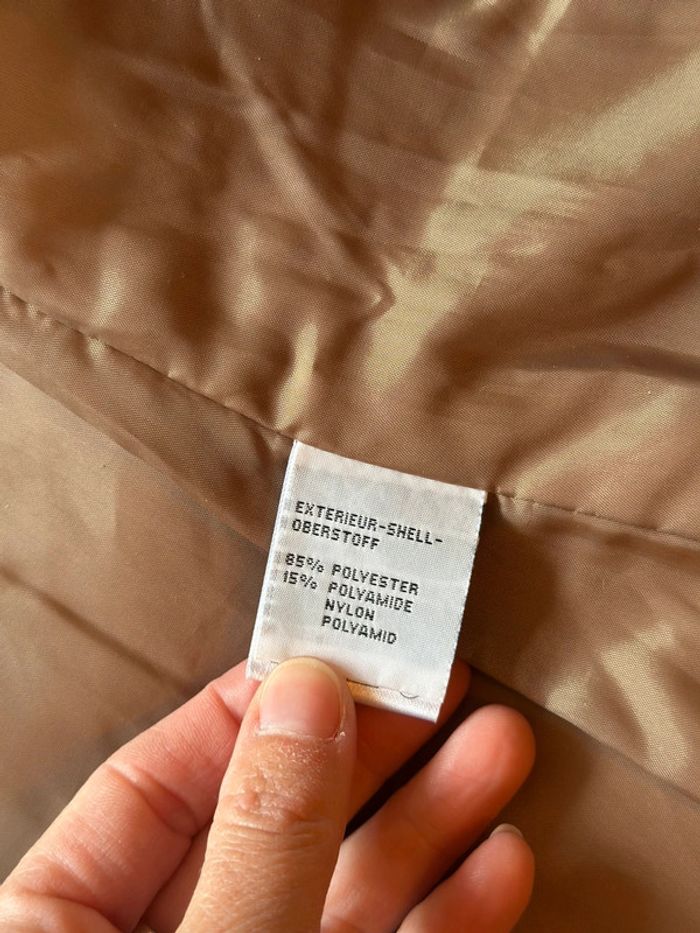 EXTERIEUR-SHELL-
OBERSTOFF
85% POLYESTER
15% POLYAMIDE
NYLON
POLYAMID